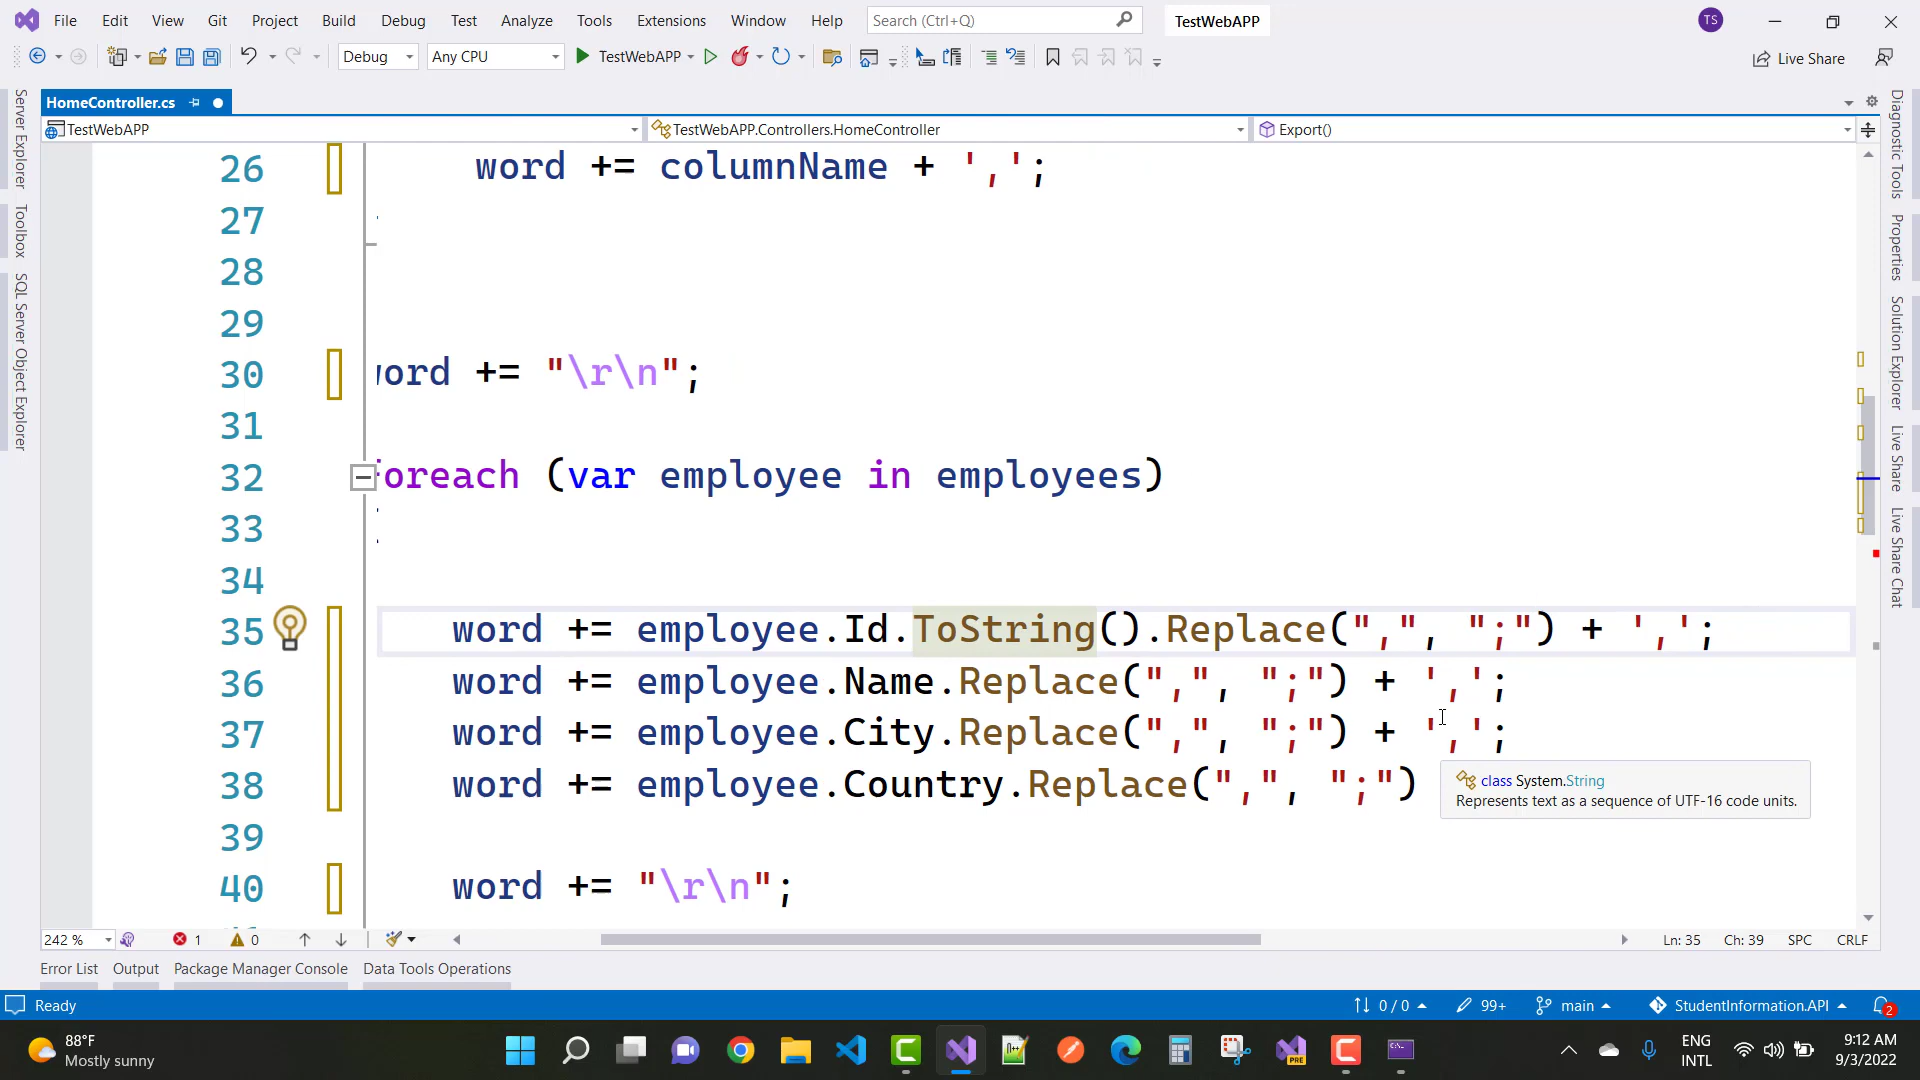 File Edit View Git Project Build Debug Test Analyze Tools Extensions Window Help Search (Ctrl+Q) TestWebAPP TS
Debug Any CPU TestWebAPP Live Share
HomeController.cs
TestWebAPP TestWebAPP.Controllers.HomeController Export()
Server Explorer
Toolbox
SQL Server Object Explorer
26 word += columnName + ',';
27
28
29
30 word += "\r\n";
31
32 foreach (var employee in employees)
33
34
35 word += employee.Id.ToString().Replace(",", ";") + ',';
36 word += employee.Name.Replace(",", ";") + ',';
37 word += employee.City.Replace(",", ";") + ',';
38 word += employee.Country.Replace(",", ";")
class System.String
Represents text as a sequence of UTF-16 code units.
39
40 word += "\r\n";
Diagnostic Tools
Properties
Solution Explorer
Live Share
Live Share Chat
242 % 1 0 Ln: 35 Ch: 39 SPC CRLF
Error List Output Package Manager Console Data Tools Operations
Ready 0 / 0 99+ main StudentInformation.API 2
88°F
Mostly sunny
PRE
ENG
INTL
9:12 AM
9/3/2022